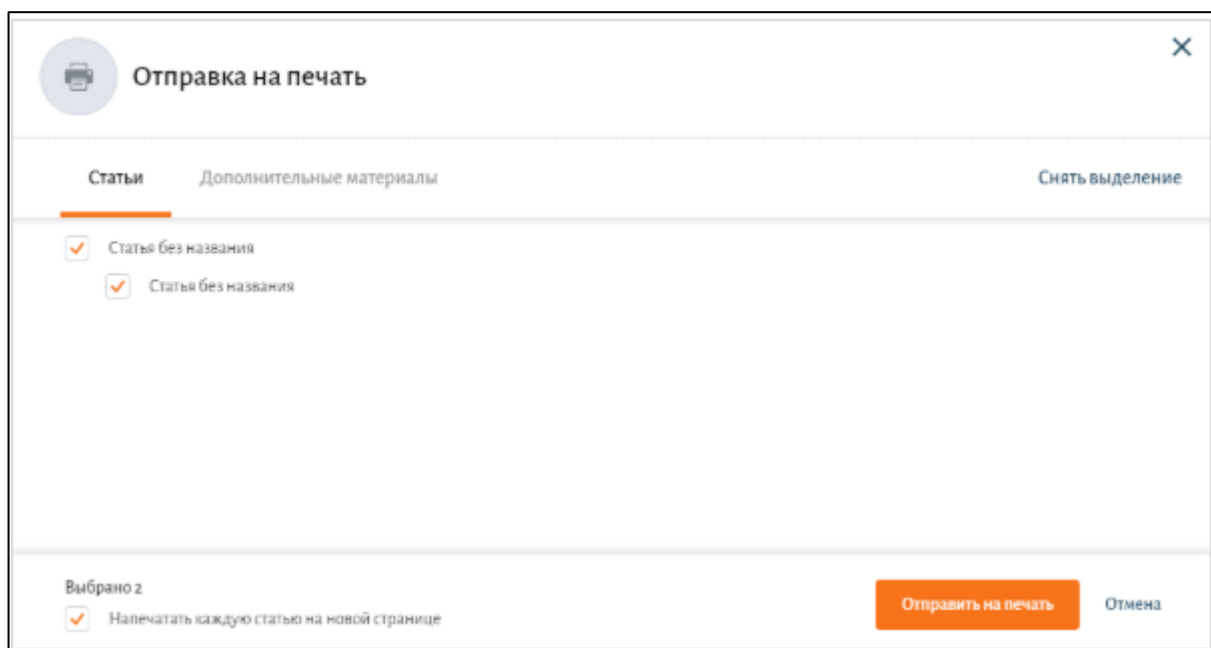 Отправка на печать
Статьи Дополнительные материалы Снять выделение
Статья без названия
Статья без названия
Выбрано 2
Напечатать каждую статью на новой странице
Отправить на печать Отмена